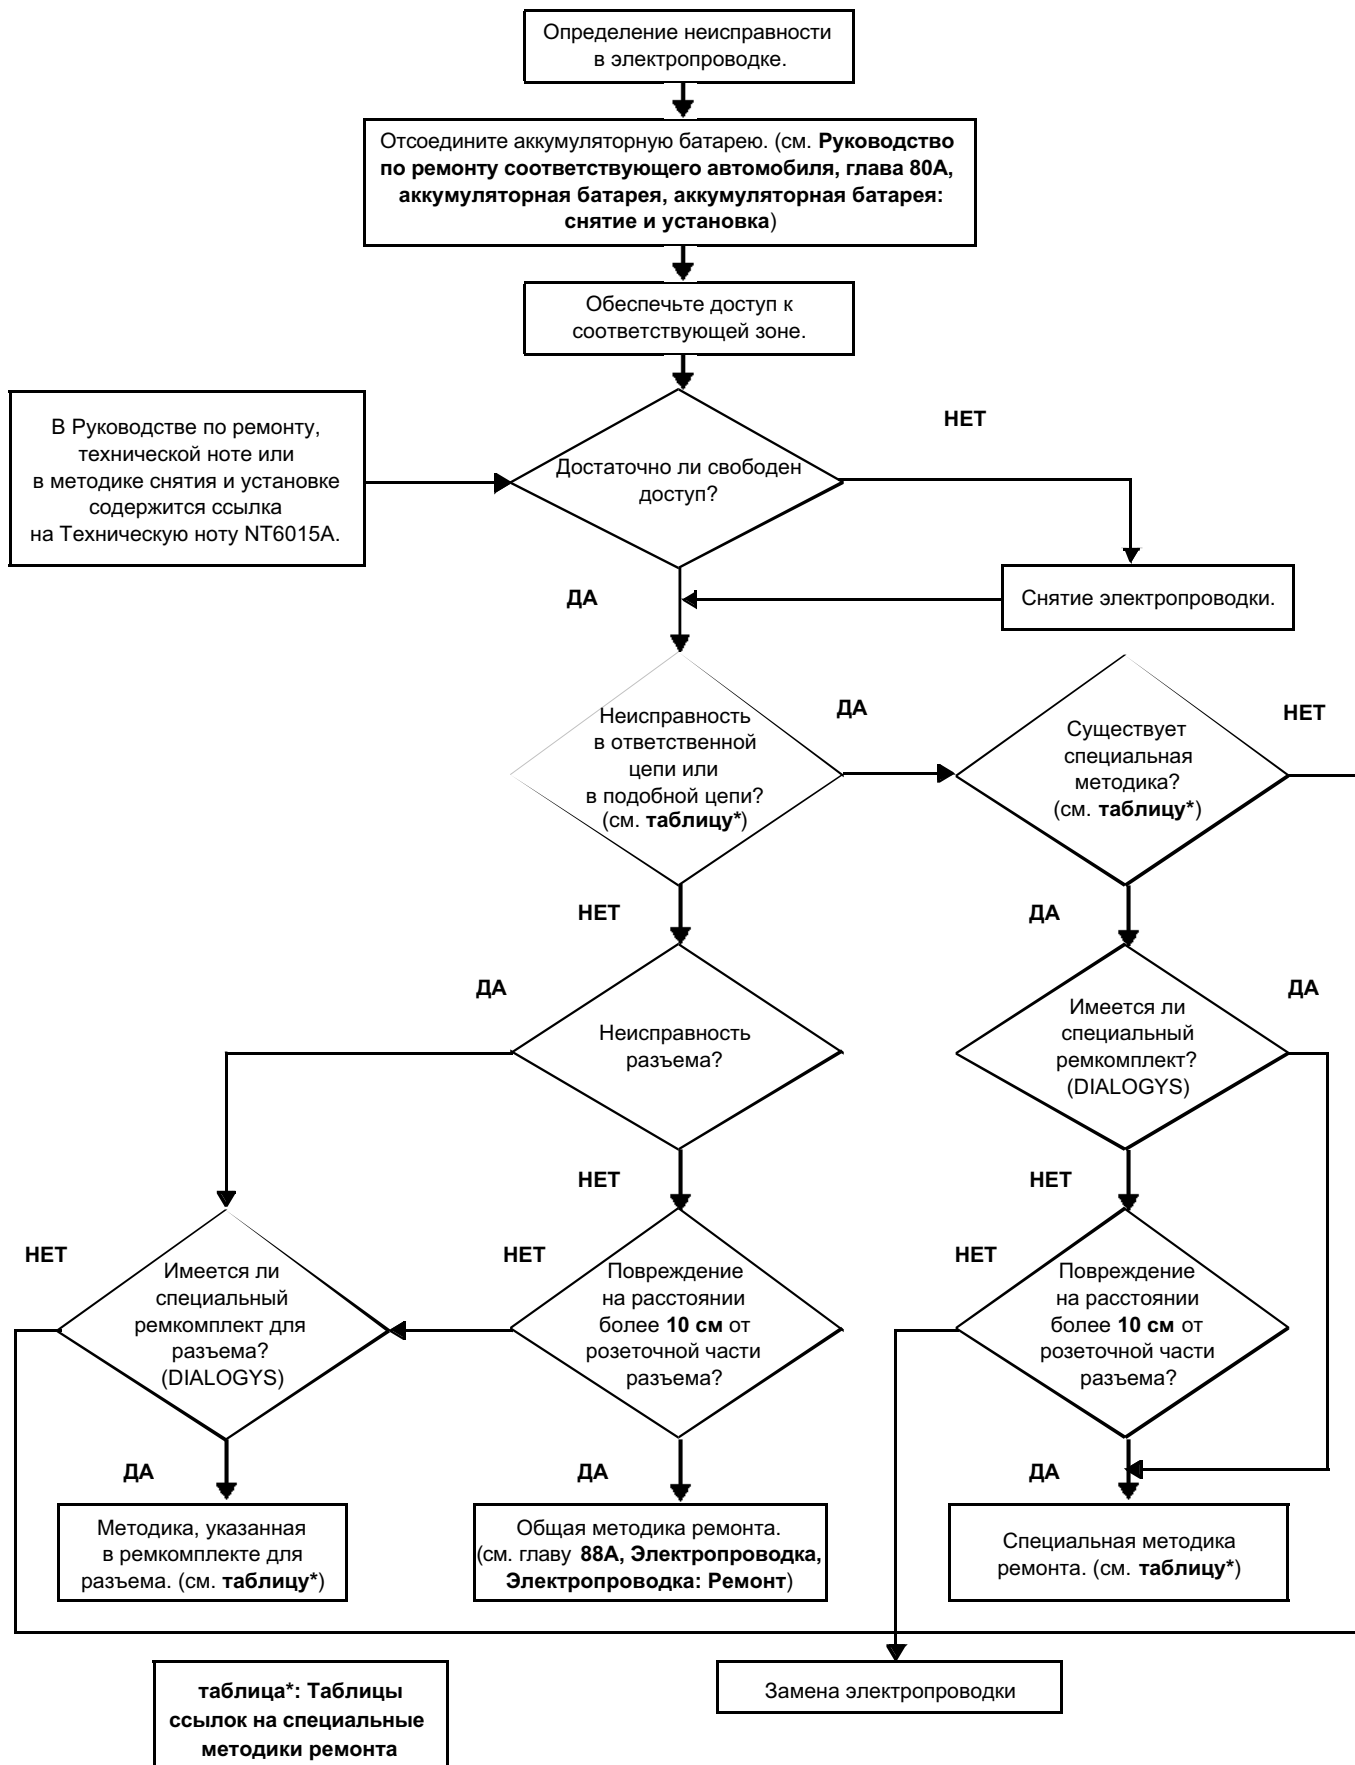 Определение неисправности
в электропроводке.
Отсоедините аккумуляторную батарею. (см. Руководство
по ремонту соответствующего автомобиля, глава 80А,
аккумуляторная батарея, аккумуляторная батарея:
снятие и установка)
Обеспечьте доступ к
соответствующей зоне.
В Руководстве по ремонту,
технической ноте или
в методике снятия и установке
содержится ссылка
на Техническую ноту NT6015A.
Достаточно ли свободен
доступ?
НЕТ
ДА
Снятие электропроводки.
Неисправность
в ответственной
цепи или
в подобной цепи?
(см. таблицу*)
ДА
Существует
специальная
методика?
(см. таблицу*)
НЕТ
НЕТ
ДА
ДА
Неисправность
разъема?
Имеется ли
специальный
ремкомплект?
(DIALOGYS)
ДА
НЕТ
НЕТ
НЕТ
Имеется ли
специальный
ремкомплект для
разъема?
(DIALOGYS)
НЕТ
Повреждение
на расстоянии
более 10 см от
розеточной части
разъема?
НЕТ
Повреждение
на расстоянии
более 10 см от
розеточной части
разъема?
ДА
ДА
ДА
Методика, указанная
в ремкомплекте для
разъема. (см. таблицу*)
Общая методика ремонта.
(см. главу 88А, Электропроводка,
Электропроводка: Ремонт)
Специальная методика
ремонта. (см. таблицу*)
таблица*: Таблицы
ссылок на специальные
методики ремонта
Замена электропроводки